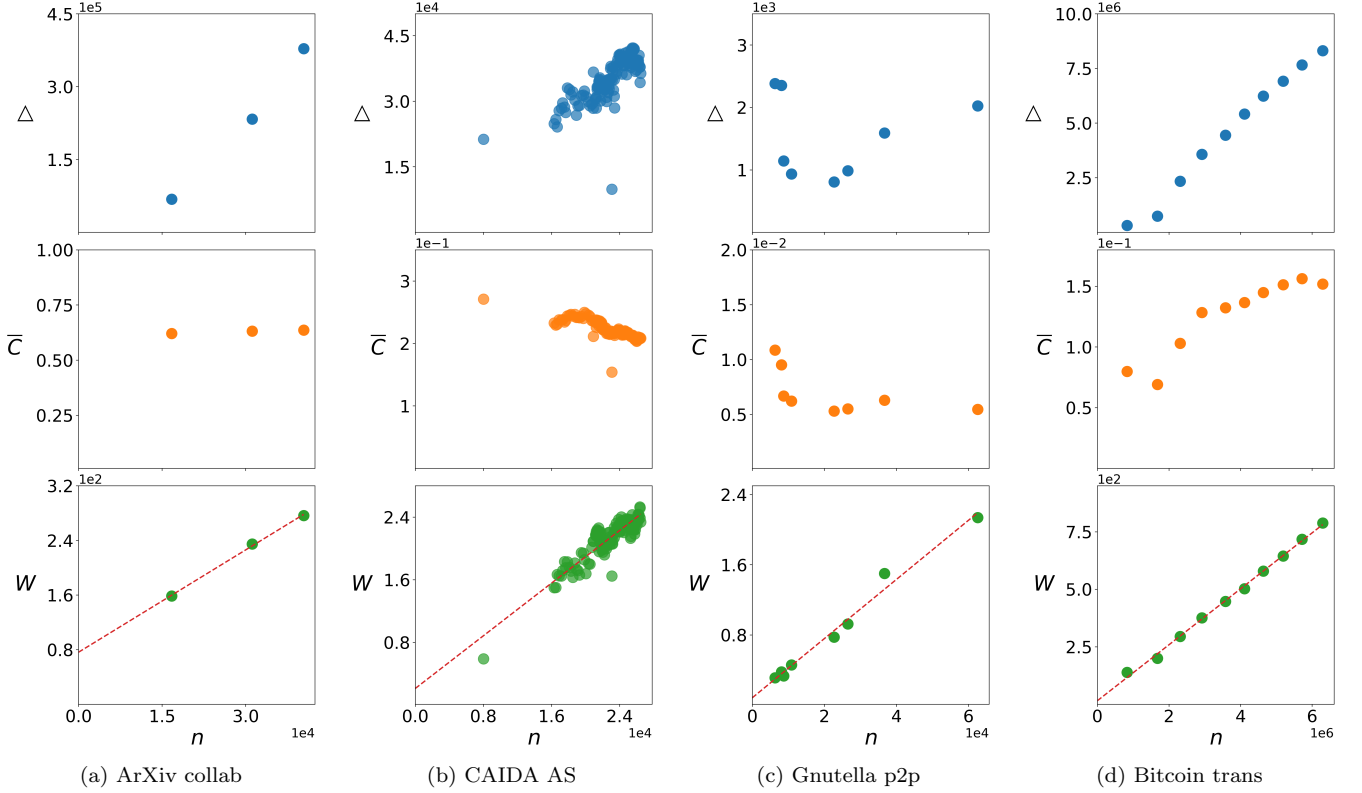 1e5 1e4 1e3 1e6
4.5 4.5 3 10.0
3.0 3.0 2 7.5
△ △ △ △
5.0
1.5 1.5 1 2.5
1e-1 1e-2 1e-1
1.00 3 2.0
0.75 1.5 1.5
C̅ 2 C̅ C̅ C̅
0.50 1.0 1.0
0.25 1 0.5 0.5
1e2 1e2
3.2 2.4 2.4 7.5
2.4 1.6 1.6 5.0
W W W W
1.6
0.8 0.8 0.8 2.5
0.0 1.5 3.0 0.0 0.8 1.6 2.4 0 2 4 6 0 2 4 6
n 1e4 n 1e4 n 1e4 n 1e6
(a) ArXiv collab (b) CAIDA AS (c) Gnutella p2p (d) Bitcoin trans